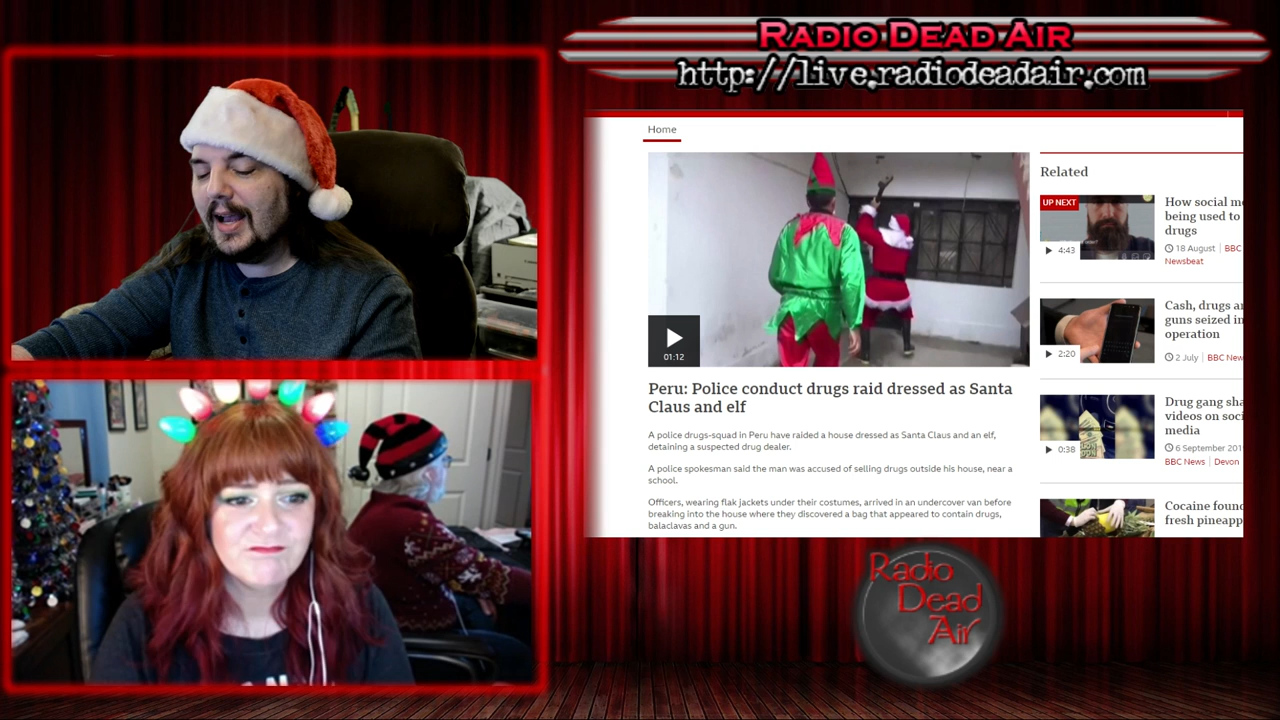 Radio Dead Air
http://live.radiodeadair.com
Home
01:12
Peru: Police conduct drugs raid dressed as Santa
Claus and elf
A police drugs-squad in Peru have raided a house dressed as Santa Claus and an elf,
detaining a suspected drug dealer.
A police spokesman said the man was accused of selling drugs outside his house, near a
school.
Officers, wearing flak jackets under their costumes, arrived in an undercover van before
breaking into the house where they discovered a bag that appeared to contain drugs,
balaclavas and a gun.
Related
UP NEXT
4:43
How social me
being used to
drugs
18 August | BBC
Newsbeat
2:20
Cash, drugs an
guns seized in
operation
2 July | BBC New
0:38
Drug gang sha
videos on soci
media
6 September 201
BBC News | Devon
Cocaine found
fresh pineapp
Radio
Dead
Air